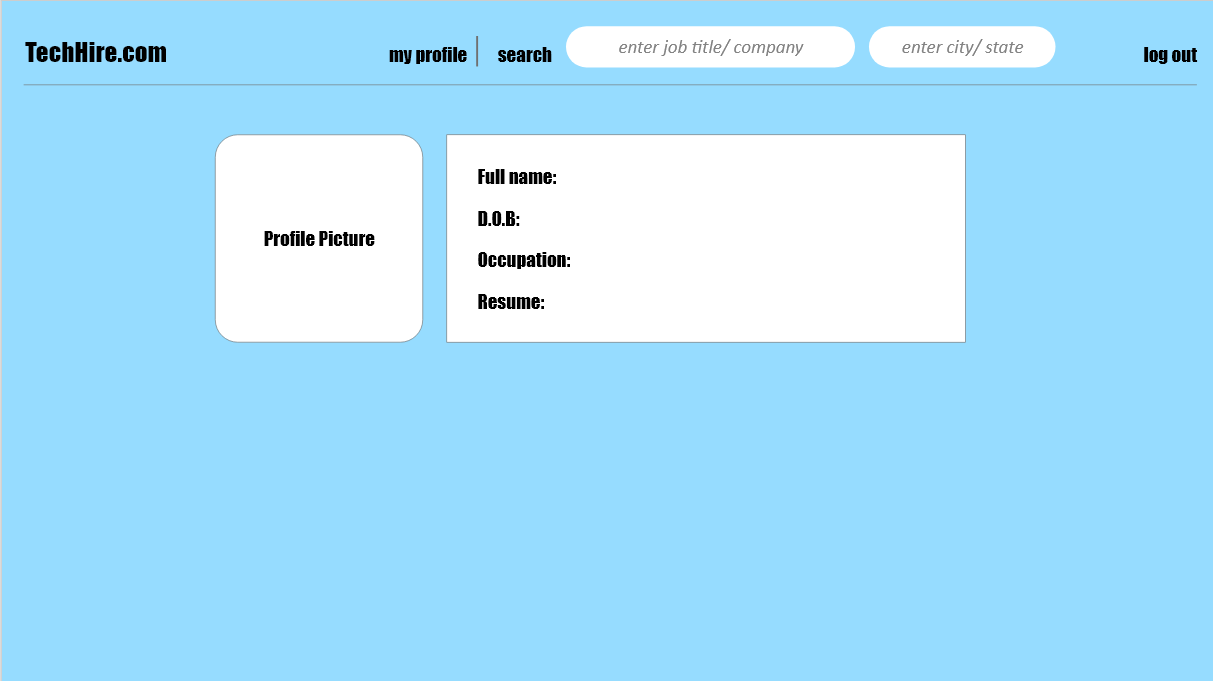 TechHire.com
my profile | search enter job title/ company enter city/ state log out
Profile Picture
Full name:
D.O.B:
Occupation:
Resume: